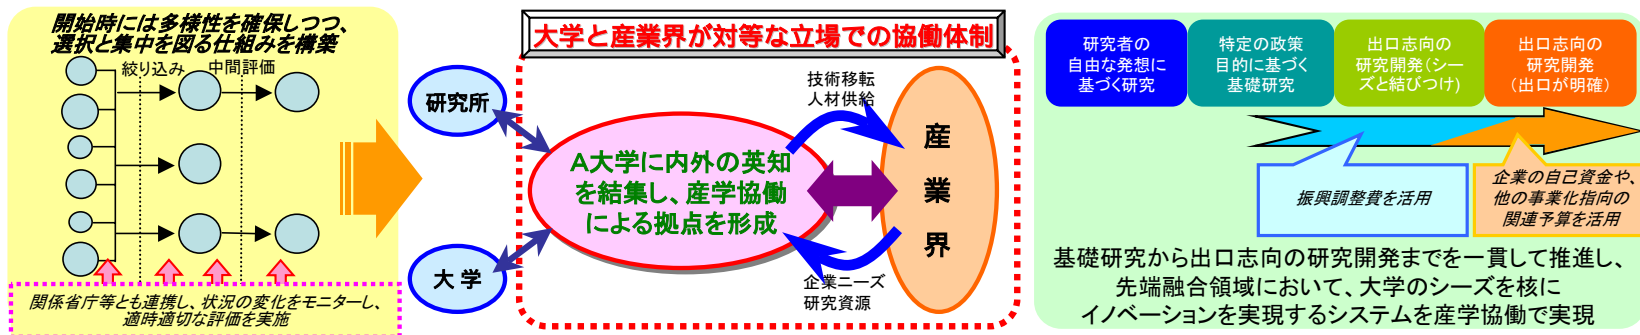 開始時には多様性を確保しつつ、
選択と集中を図る仕組みを構築
絞り込み
中間評価
関係省庁等とも連携し、状況の変化をモニターし、
適時適切な評価を実施
大学と産業界が対等な立場での協働体制
研究所
大学
A大学に内外の英知
を結集し、産学協働
による拠点を形成
技術移転
人材供給
産
業
界
企業ニーズ
研究資源
研究者の
自由な発想に
基づく研究
特定の政策
目的に基づく
基礎研究
出口志向の
研究開発(シー
ズと結びつけ)
出口志向の
研究開発
(出口が明確)
振興調整費を活用
企業の自己資金や、
他の事業化指向の
関連予算を活用
基礎研究から出口志向の研究開発までを一貫して推進し、
先端融合領域において、大学のシーズを核に
イノベーションを実現するシステムを産学協働で実現